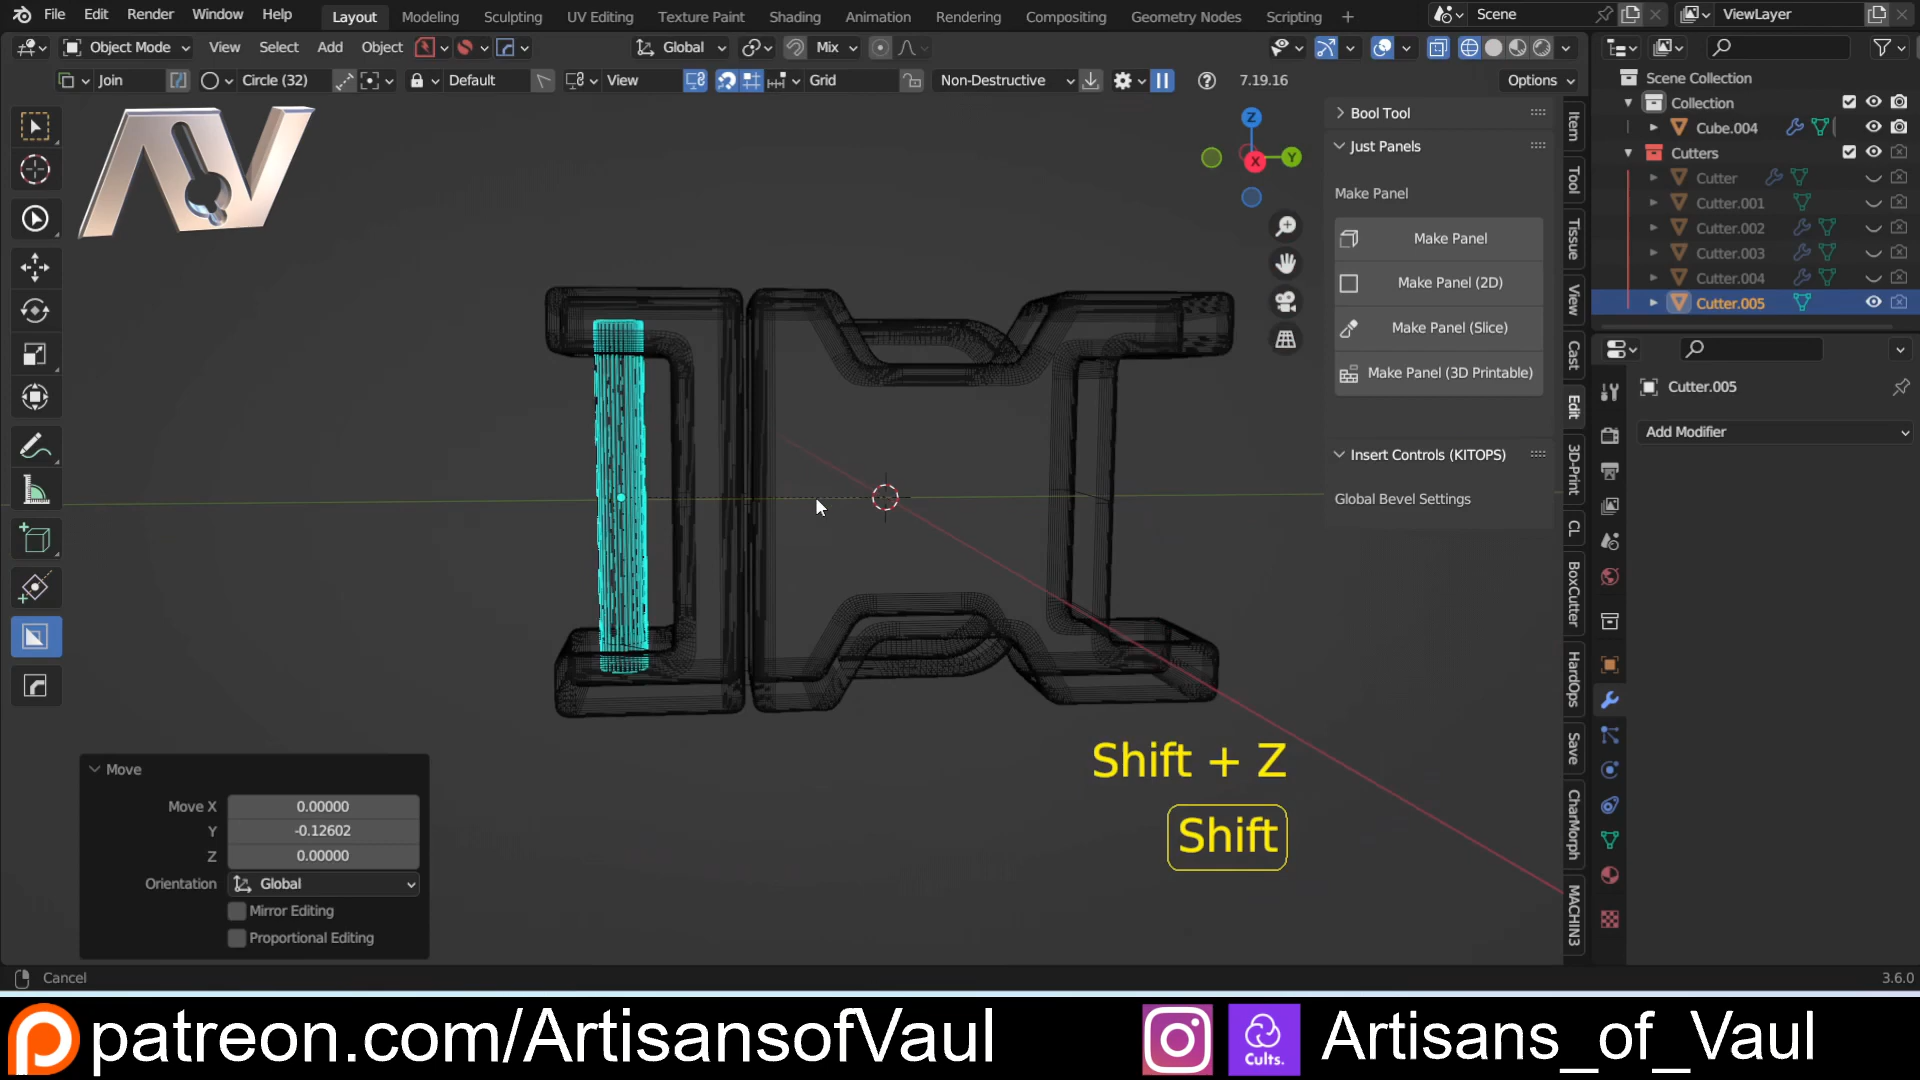 File Edit Render Window Help Layout Modeling Sculpting UV Editing Texture Paint Shading Animation Rendering Compositing Geometry Nodes Scripting + Scene ViewLayer
Object Mode View Select Add Object Global Mix
Join Circle (32) Default View Grid Non-Destructive 7.19.16 Options
Scene Collection
Collection
Cube.004
Cutters
Cutter
Cutter.001
Cutter.002
Cutter.003
Cutter.004
Cutter.005
Cutter.005
Add Modifier
AV
Z
Y
X
Bool Tool
Just Panels
Make Panel
Make Panel
Make Panel (2D)
Make Panel (Slice)
Make Panel (3D Printable)
Insert Controls (KITOPS)
Global Bevel Settings
Item
Tool
Tissue
View
Cast
Edit
3D-Print
CL
BoxCutter
HardOps
Save
CharMorph
MACHIN3
Shift + Z
Shift
Move
Move X 0.00000
Y -0.12602
Z 0.00000
Orientation Global
Mirror Editing
Proportional Editing
Cancel 3.6.0
patreon.com/ArtisansofVaul Cults. Artisans_of_Vaul